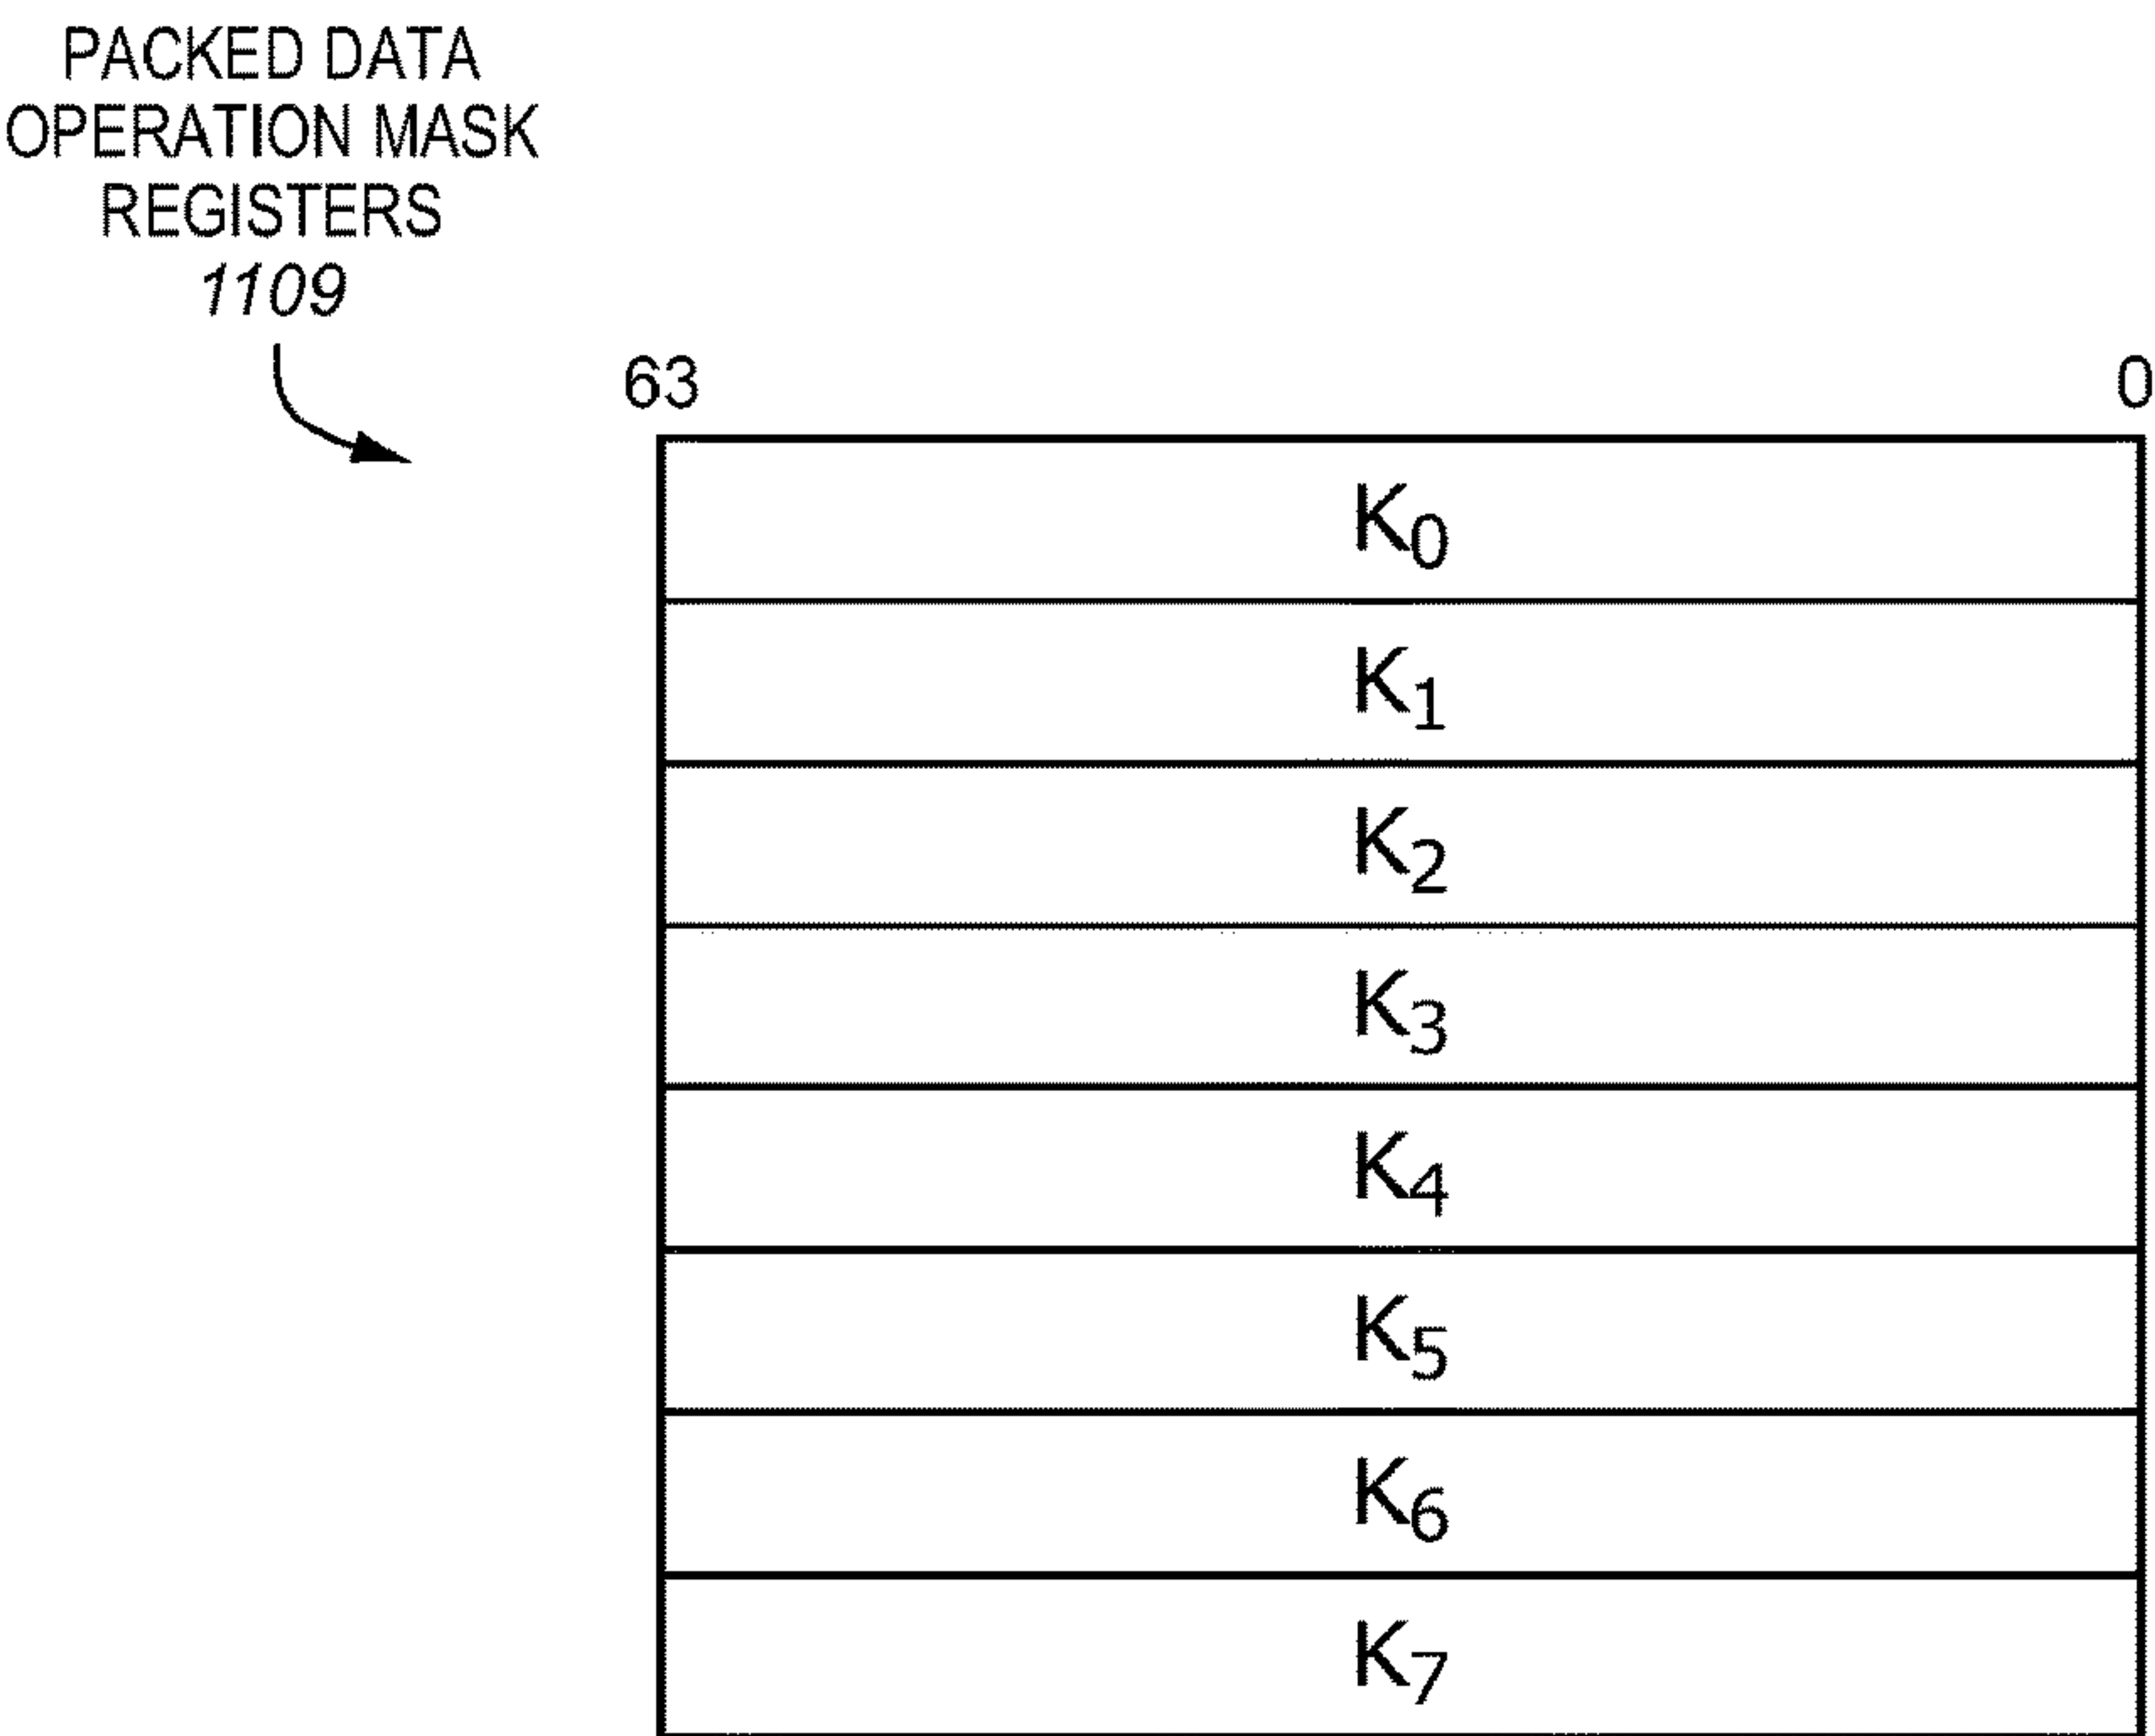 PACKED DATA
OPERATION MASK
REGISTERS
1109
63 0
K0
K1
K2
K3
K4
K5
K6
K7